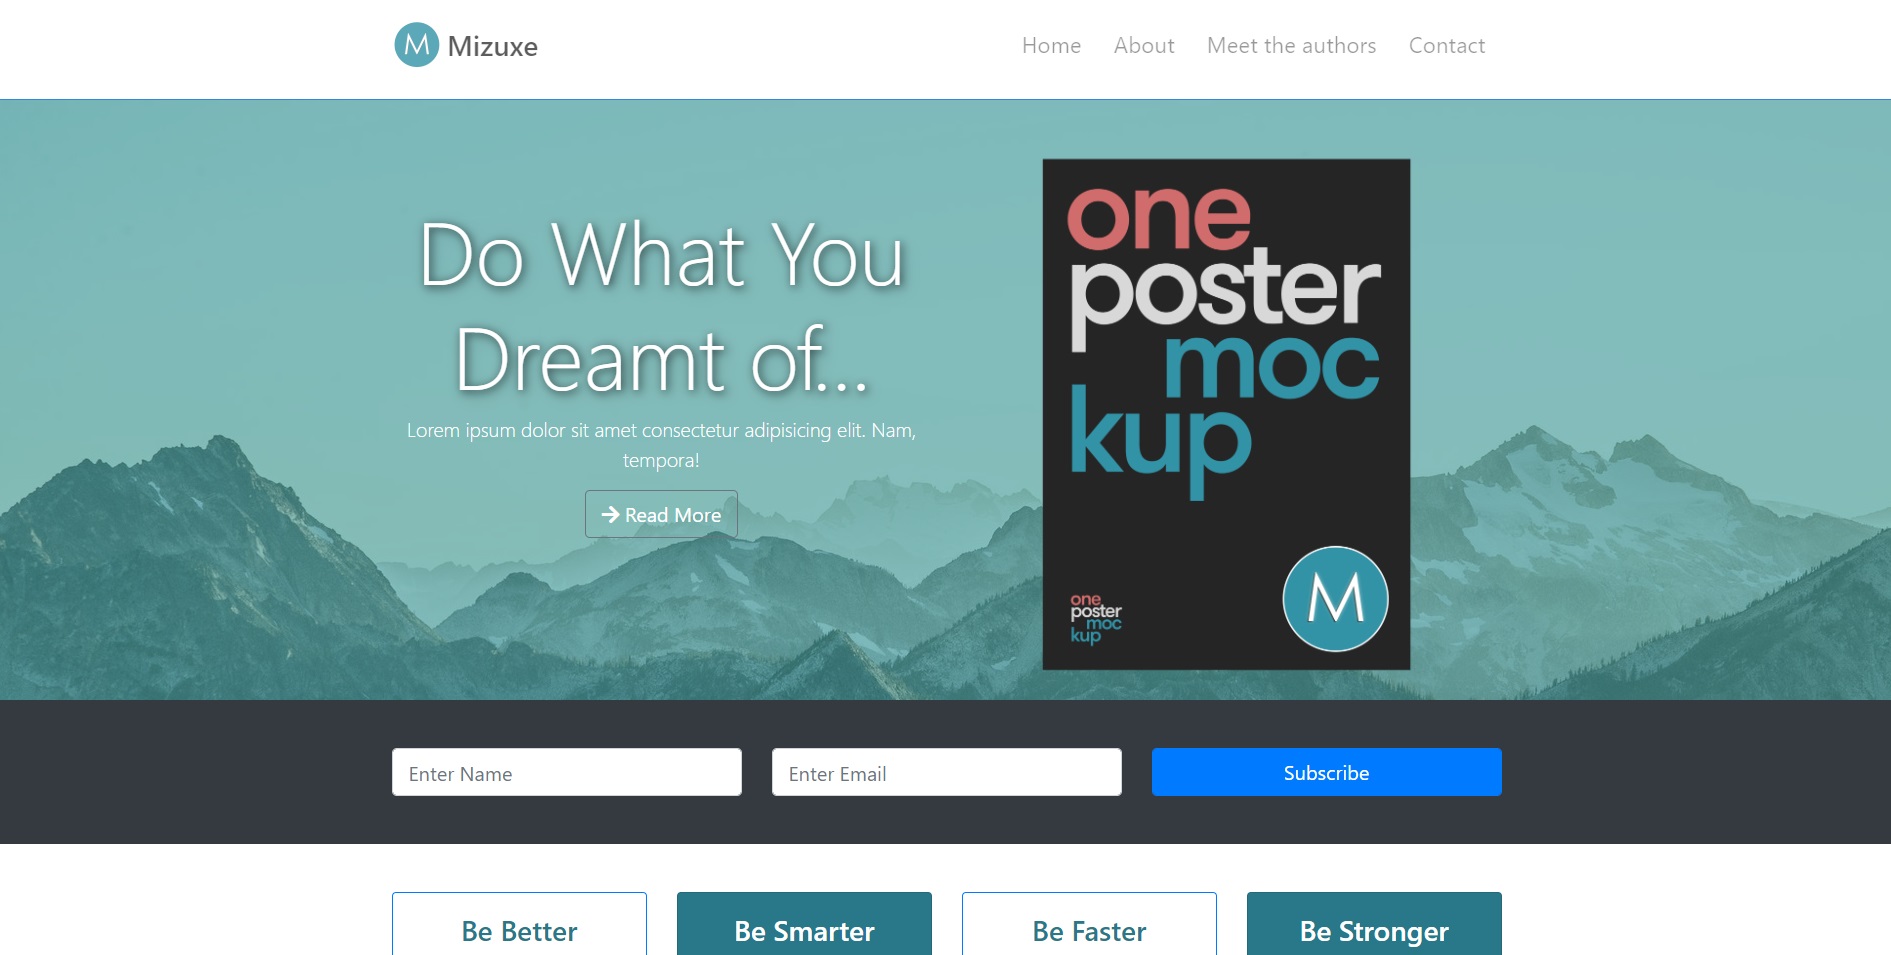 M Mizuxe
Home About Meet the authors Contact
Do What You
Dreamt of...
Lorem ipsum dolor sit amet consectetur adipisicing elit. Nam,
tempora!
Read More
one
poster
moc
kup
one
poster
moc
kup
M
Enter Name
Enter Email
Subscribe
Be Better
Be Smarter
Be Faster
Be Stronger